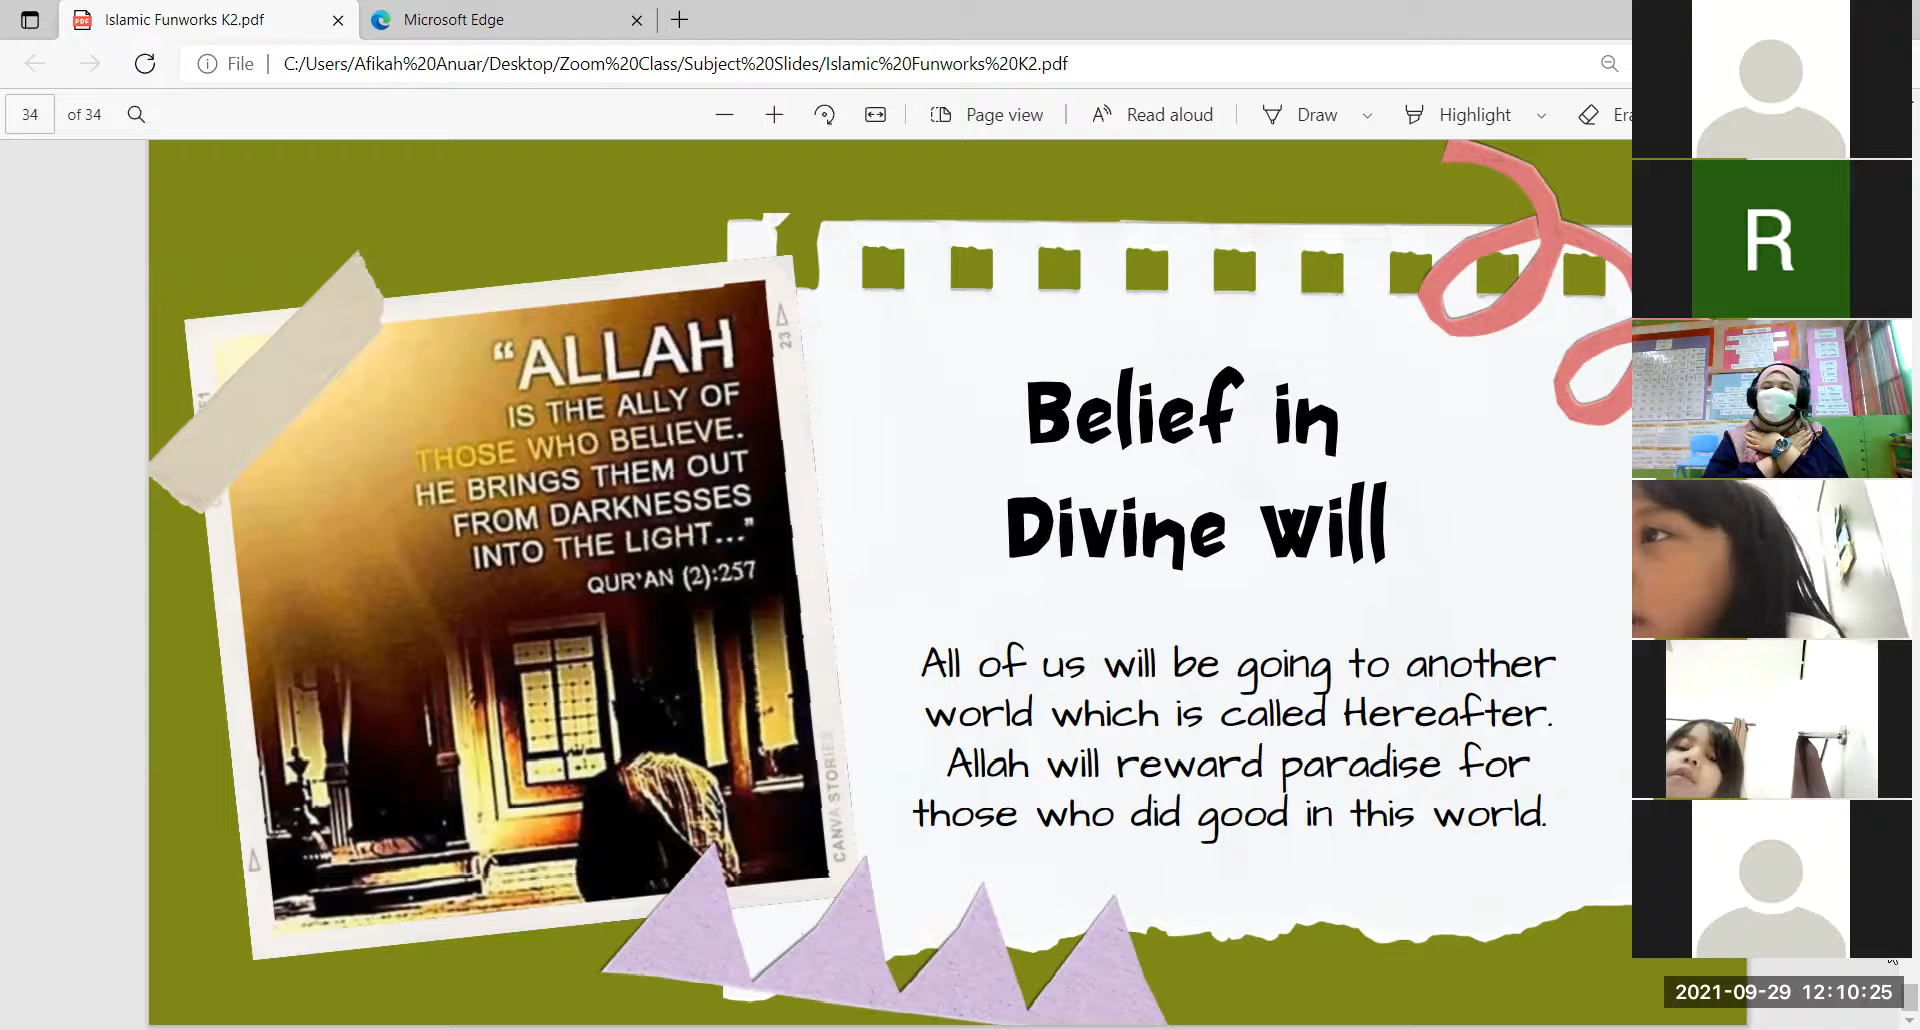 Islamic Funworks K2.pdf
Microsoft Edge
File
C:/Users/Afikah%20Anuar/Desktop/Zoom%20Class/Subject%20Slides/Islamic%20Funworks%20K2.pdf
34
of 34
Page view
Read aloud
Draw
Highlight
Era
PDF
R
"ALLAH
IS THE ALLY OF
THOSE WHO BELIEVE.
HE BRINGS THEM OUT
FROM DARKNESSES
INTO THE LIGHT..."
QUR'AN (2):257
23
CANVA STORIES
Belief in
Divine will
All of us will be going to another
world which is called Hereafter.
Allah will reward paradise for
those who did good in this world.
2021-09-29 12:10:25